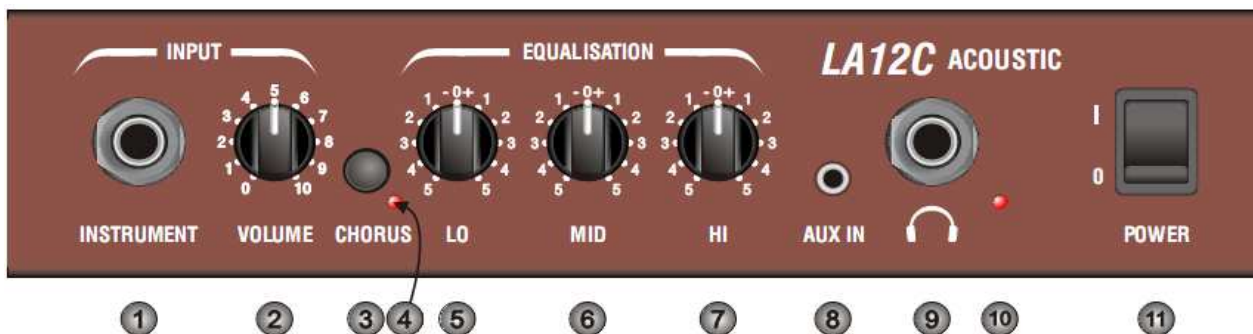 INPUT EQUALISATION LA12C ACOUSTIC
5 - 0 + - 0 + - 0 +
4 6 1 1 1 1 1 1
3 7 2 2 2 2 2 2
2 8 3 3 3 3 3 3 I
1 9 4 4 4 4 4 4
0 10 5 5 5 5 5 5 0
INSTRUMENT VOLUME CHORUS LO MID HI AUX IN POWER
1 2 3 4 5 6 7 8 9 10 11